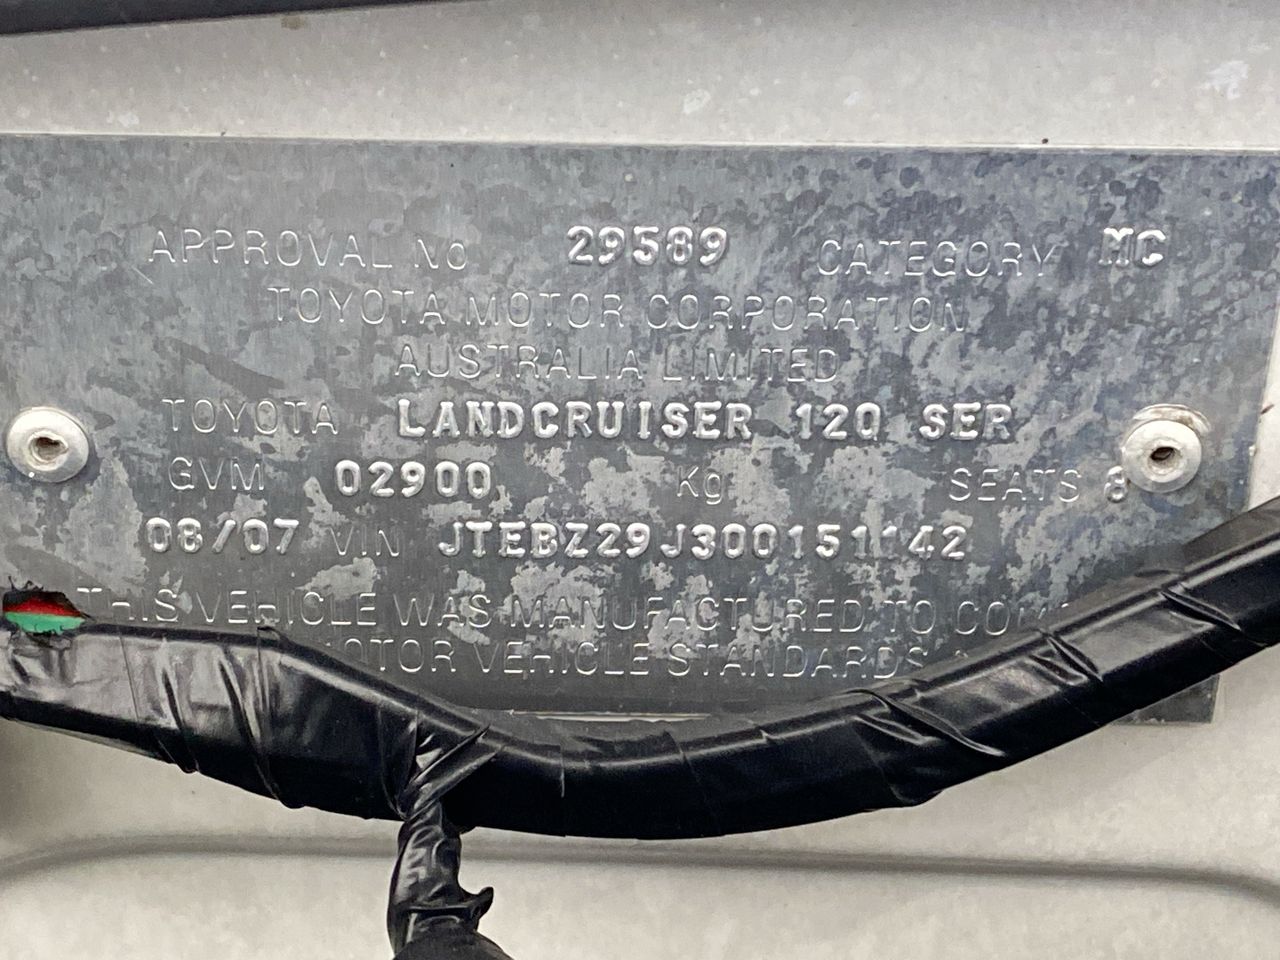 APPROVAL NO 29589 CATEGORY MC
TOYOTA MOTOR CORPORATION
AUSTRALIA LIMITED
TOYOTA LANDCRUISER 120 SER
GVM 02900 Kg SEATS 8
08/07 VIN JTEBZ29J300151142
THIS VEHICLE WAS MANUFACTURED TO
VEHICLE STANDARDS